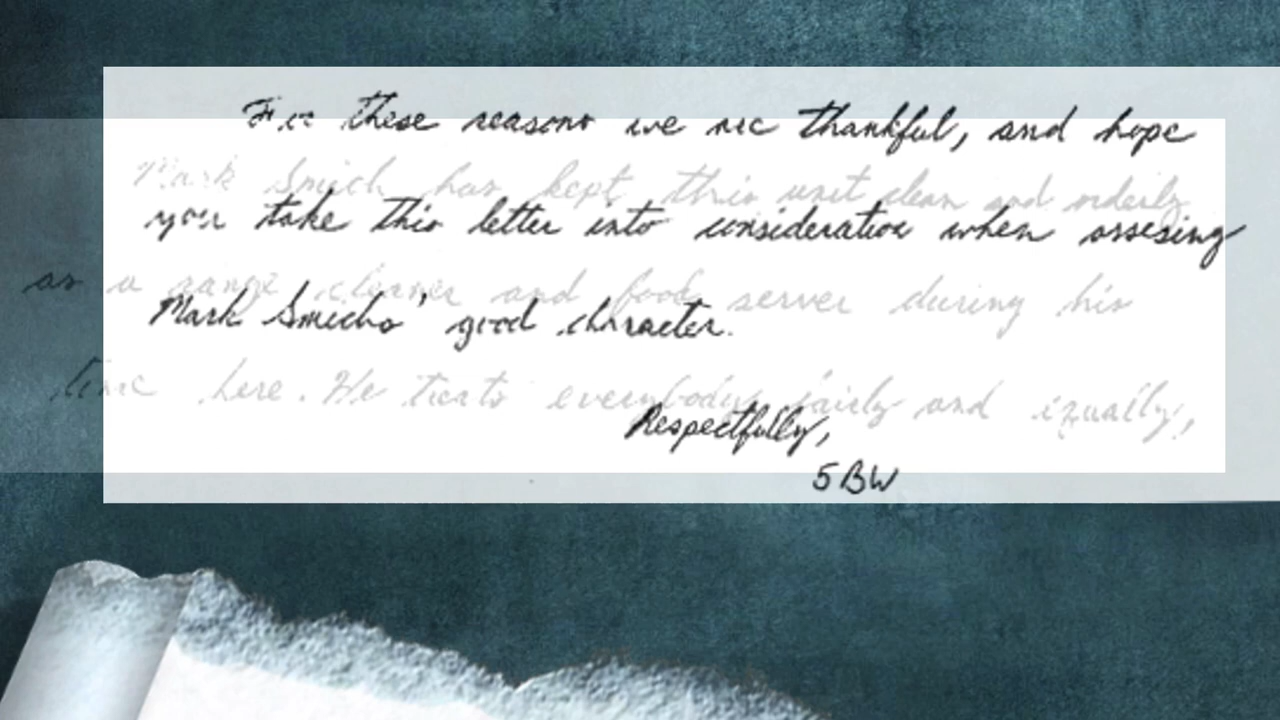 For these reasons we are thankful, and hope
Mark Smich has kept this unit clean and orderly
you take this letter into consideration when assesing
as a range cleaner and food server during his
Mark Smichs' good character.
time here. He treats everybody fairly and equally,
Respectfully,
5BW